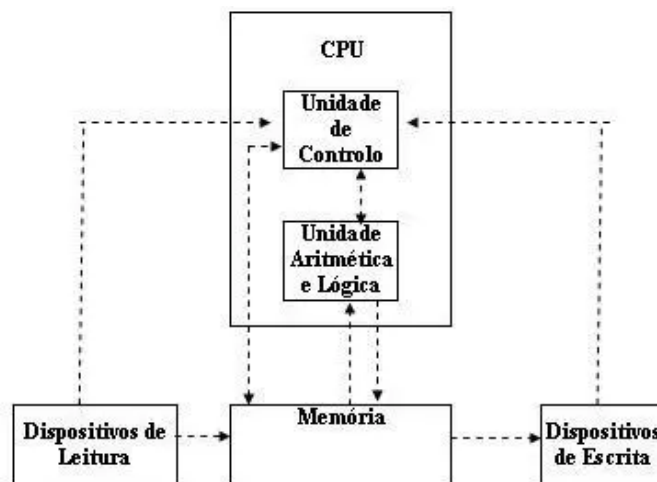 CPU
Unidade
de
Controlo
Unidade
Aritmética
e Lógica
Memória
Dispositivos de
Leitura
Dispositivos
de Escrita